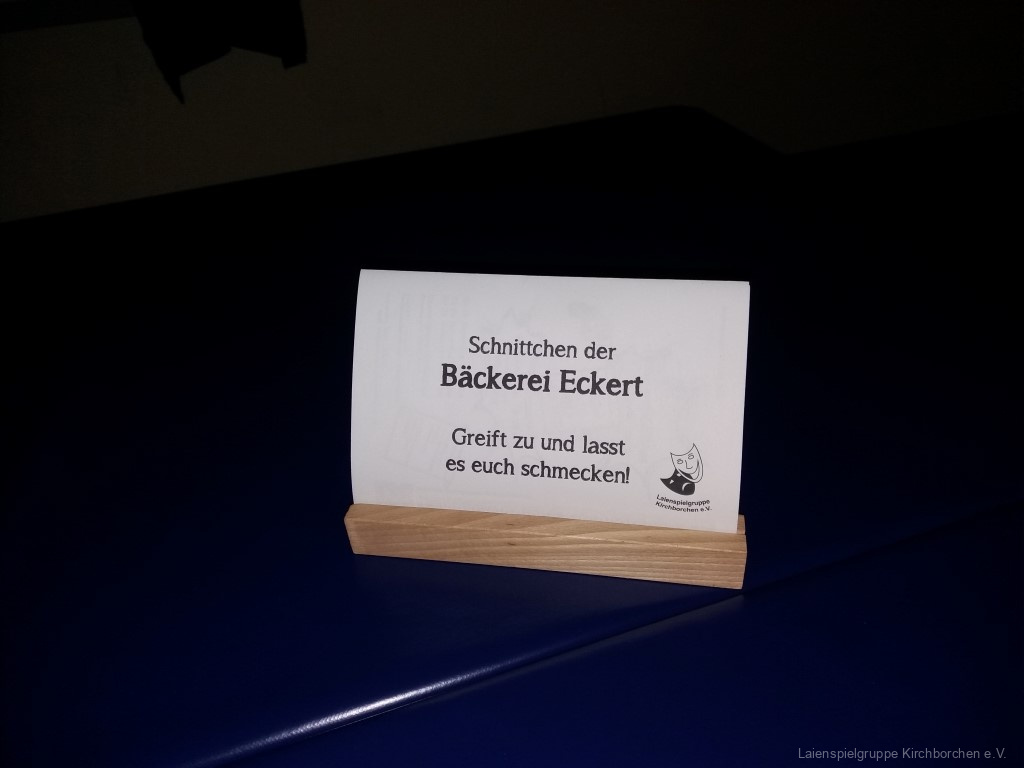 Schnittchen der
Bäckerei Eckert
Greift zu und lasst
es euch schmecken!
Laienspielgruppe
Kirchborchen e.V.
Laienspielgruppe Kirchborchen e.V.